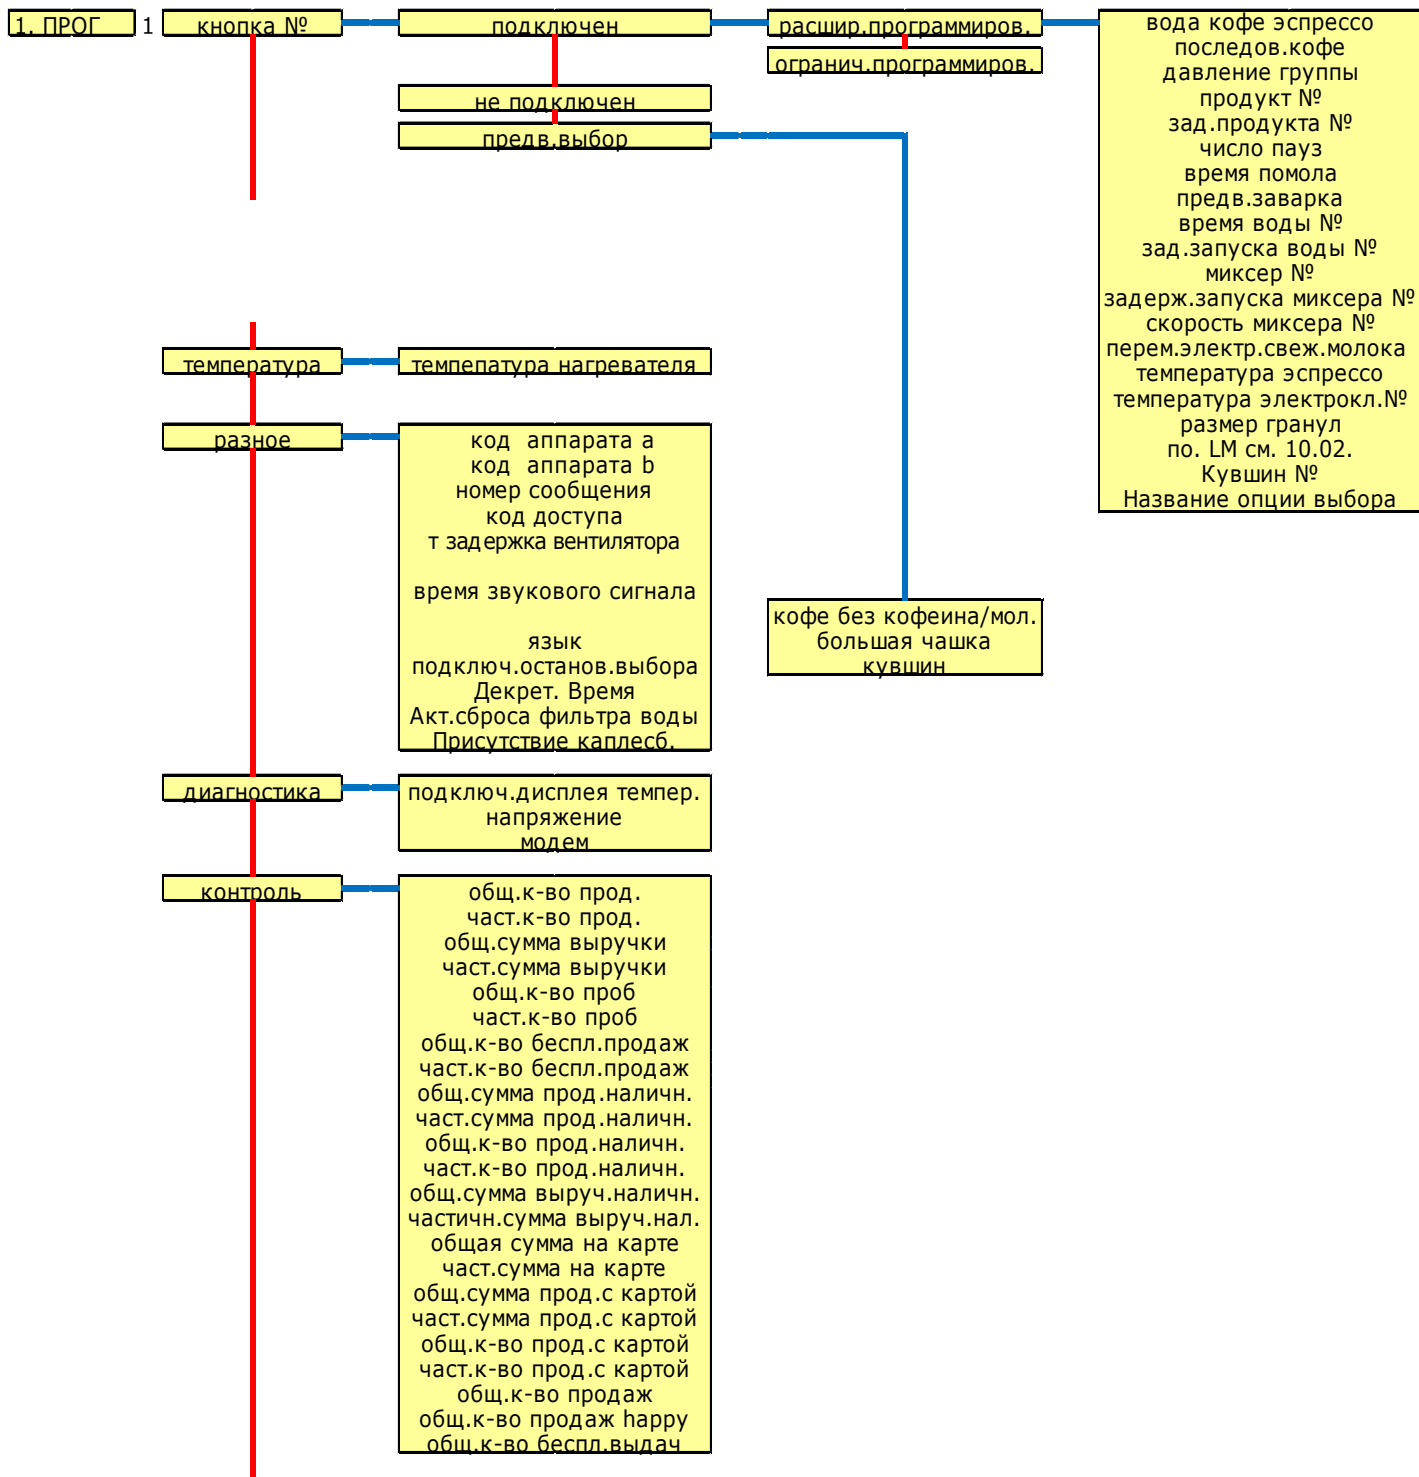 1. ПРОГ
1
кнопка №
подключен
расшир.программиров.
огранич.программиров.
не подключен
предв.выбор
вода кофе эспрессо
последов.кофе
давление группы
продукт №
зад.продукта №
число пауз
время помола
предв.заварка
время воды №
зад.запуска воды №
миксер №
задерж.запуска миксера №
скорость миксера №
перем.электр.свеж.молока
температура эспрессо
температура электрокл.№
размер гранул
по. LM см. 10.02.
Кувшин №
Название опции выбора
кофе без кофеина/мол.
большая чашка
кувшин
температура
темпепатура нагревателя
разное
код аппарата a
код аппарата b
номер сообщения
код доступа
т задержка вентилятора
время звукового сигнала
язык
подключ.останов.выбора
Декрет. Время
Акт.сброса фильтра воды
Присутствие каплесб.
диагностика
подключ.дисплея темпер.
напряжение
модем
контроль
общ.к-во прод.
част.к-во прод.
общ.сумма выручки
част.сумма выручки
общ.к-во проб
част.к-во проб
общ.к-во беспл.продаж
част.к-во беспл.продаж
общ.сумма прод.наличн.
част.сумма прод.наличн.
общ.к-во прод.наличн.
част.к-во прод.наличн.
общ.сумма выруч.наличн.
частичн.сумма выруч.нал.
общая сумма на карте
част.сумма на карте
общ.сумма прод.с картой
част.сумма прод.с картой
общ.к-во прод.с картой
част.к-во прод.с картой
общ.к-во продаж
общ.к-во продаж happy
общ.к-во беспл.выдач